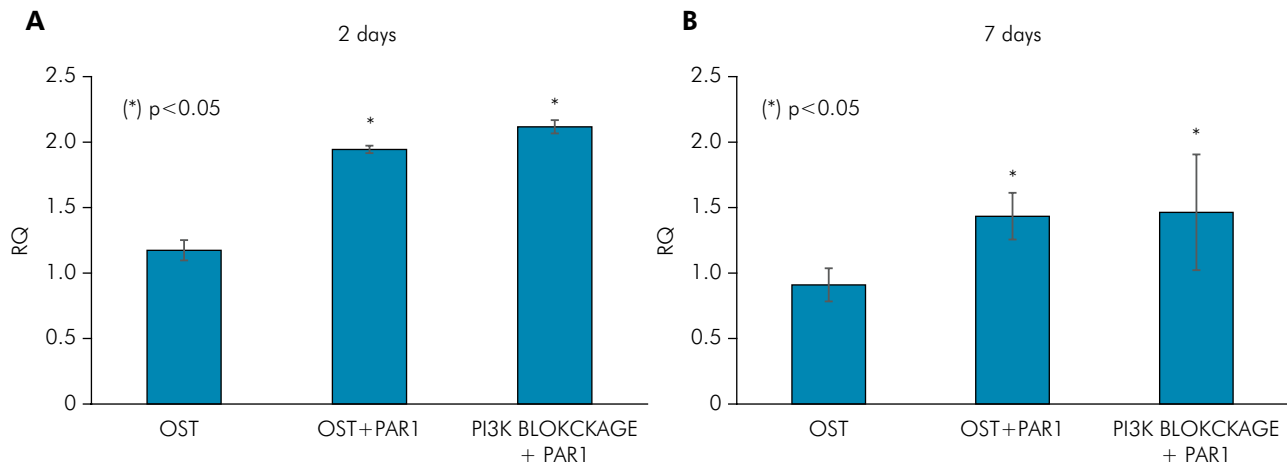 A
2 days
2.5
(*) p<0.05
*
*
2.0
1.5
RQ
1.0
0.5
0
OST
OST+PAR1
PI3K BLOKCKAGE
+ PAR1
B
7 days
2.5
(*) p<0.05
*
*
2.0
1.5
RQ
1.0
0.5
0
OST
OST+PAR1
PI3K BLOKCKAGE
+ PAR1